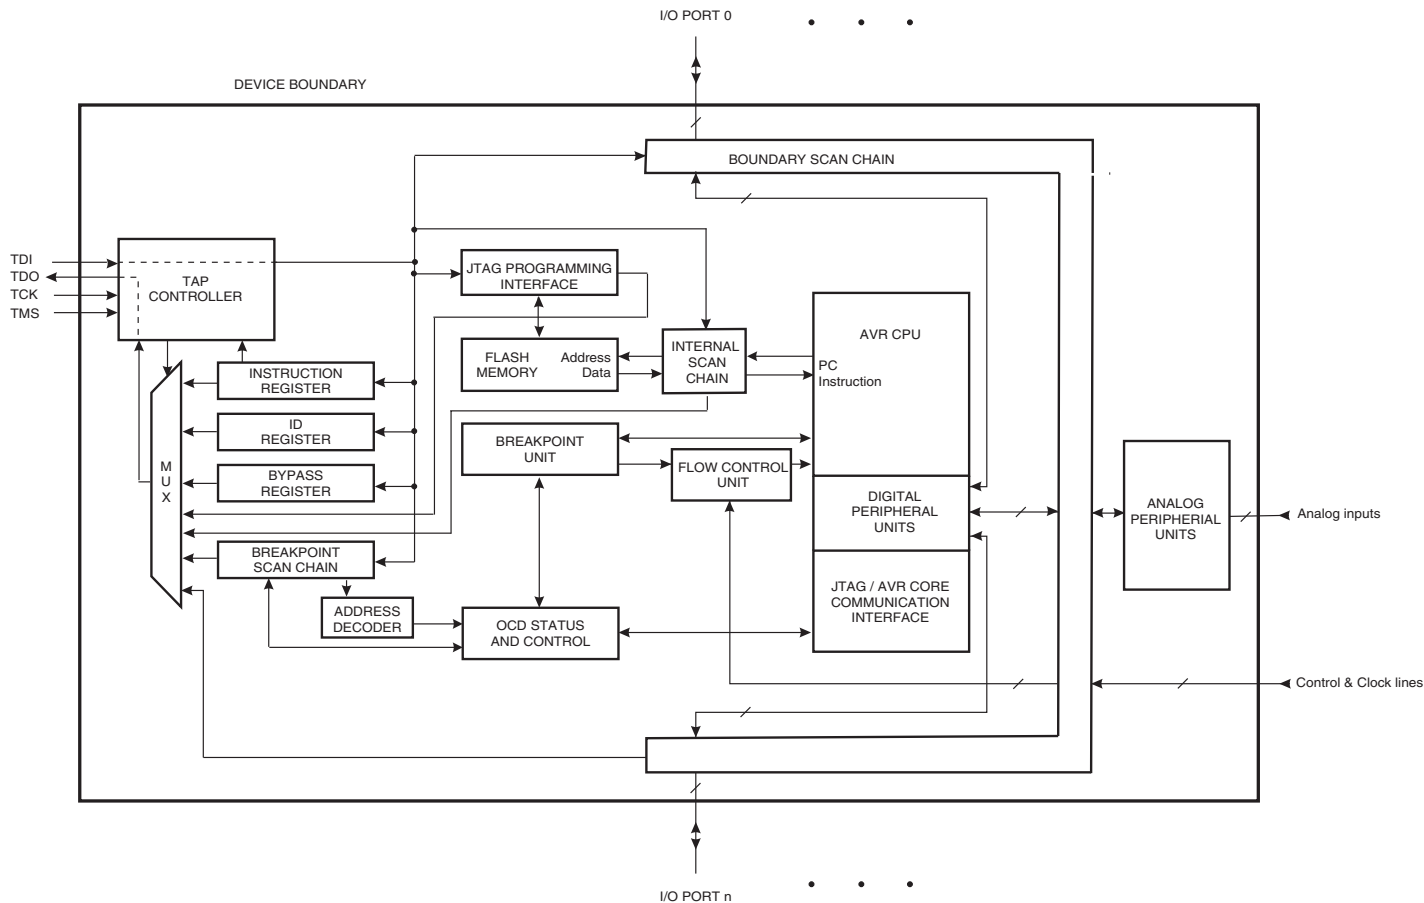 I/O PORT 0
DEVICE BOUNDARY
BOUNDARY SCAN CHAIN
TDI
TDO
TCK
TMS
TAP
CONTROLLER
JTAG PROGRAMMING
INTERFACE
AVR CPU
FLASH
MEMORY
Address
Data
INTERNAL
SCAN
CHAIN
PC
Instruction
INSTRUCTION
REGISTER
ID
REGISTER
M
U
X
BYPASS
REGISTER
BREAKPOINT
UNIT
FLOW CONTROL
UNIT
DIGITAL
PERIPHERAL
UNITS
ANALOG
PERIPHERIAL
UNITS
Analog inputs
BREAKPOINT
SCAN CHAIN
ADDRESS
DECODER
OCD STATUS
AND CONTROL
JTAG / AVR CORE
COMMUNICATION
INTERFACE
Control & Clock lines
I/O PORT n